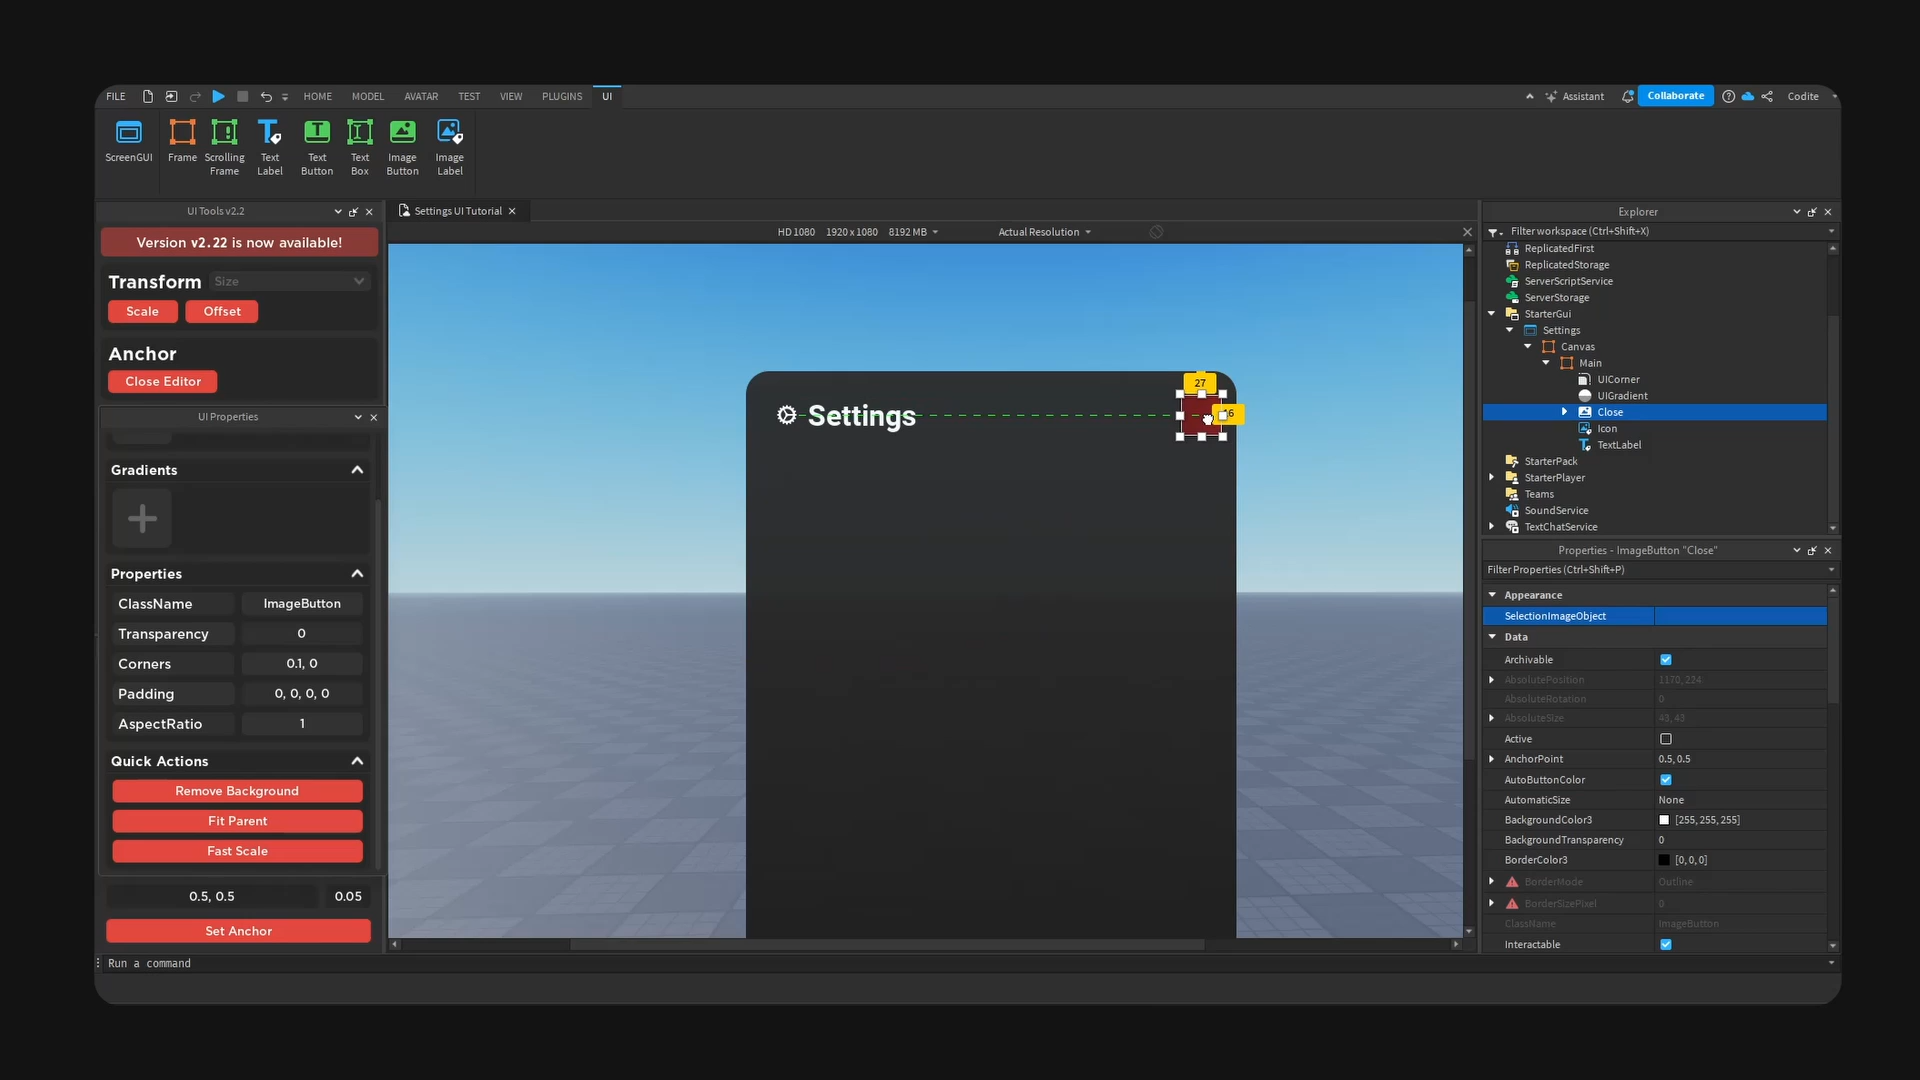 FILE
HOME
MODEL
AVATAR
TEST
VIEW
PLUGINS
UI
Assistant
Collaborate
Codite
ScreenGUI
Frame
Scrolling
Frame
Text
Label
Text
Button
Text
Box
Image
Button
Image
Label
UI Tools v2.2
Settings UI Tutorial
Explorer
Version v2.22 is now available!
HD 1080 1920 x 1080 8192 MB
Actual Resolution
Filter workspace (Ctrl+Shift+X)
Transform
Size
Scale
Offset
Anchor
Close Editor
UI Properties
Gradients
Properties
ClassName ImageButton
Transparency 0
Corners 0.1, 0
Padding 0, 0, 0, 0
AspectRatio 1
Quick Actions
Remove Background
Fit Parent
Fast Scale
0.5, 0.5
0.05
Set Anchor
Run a command
27
Settings
ReplicatedFirst
ReplicatedStorage
ServerScriptService
ServerStorage
StarterGui
Settings
Canvas
Main
UICorner
UIGradient
Close
Icon
TextLabel
StarterPack
StarterPlayer
Teams
SoundService
TextChatService
Properties - ImageButton "Close"
Filter Properties (Ctrl+Shift+P)
Appearance
SelectionImageObject
Data
Archivable
AbsolutePosition 1170, 224
AbsoluteRotation 0
AbsoluteSize 43, 43
Active
AnchorPoint 0.5, 0.5
AutoButtonColor
AutomaticSize None
BackgroundColor3 [255, 255, 255]
BackgroundTransparency 0
BorderColor3 [0, 0, 0]
BorderMode Outline
BorderSizePixel 0
ClassName ImageButton
Interactable